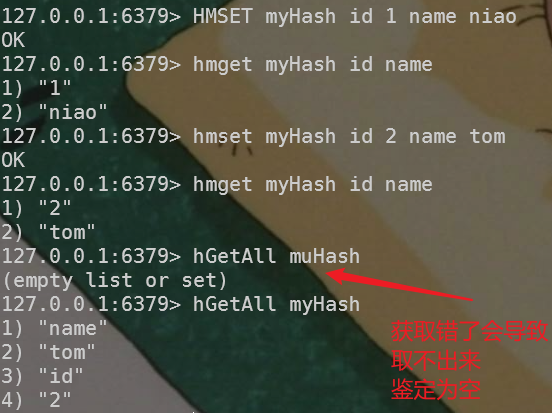 127.0.0.1:6379> HMSET myHash id 1 name niao
OK
127.0.0.1:6379> hmget myHash id name
1) "1"
2) "niao"
127.0.0.1:6379> hmset myHash id 2 name tom
OK
127.0.0.1:6379> hmget myHash id name
1) "2"
2) "tom"
127.0.0.1:6379> hGetAll muHash
(empty list or set)
127.0.0.1:6379> hGetAll myHash
1) "name"
2) "tom"
3) "id"
4) "2"
获取错了会导致
取不出来
鉴定为空